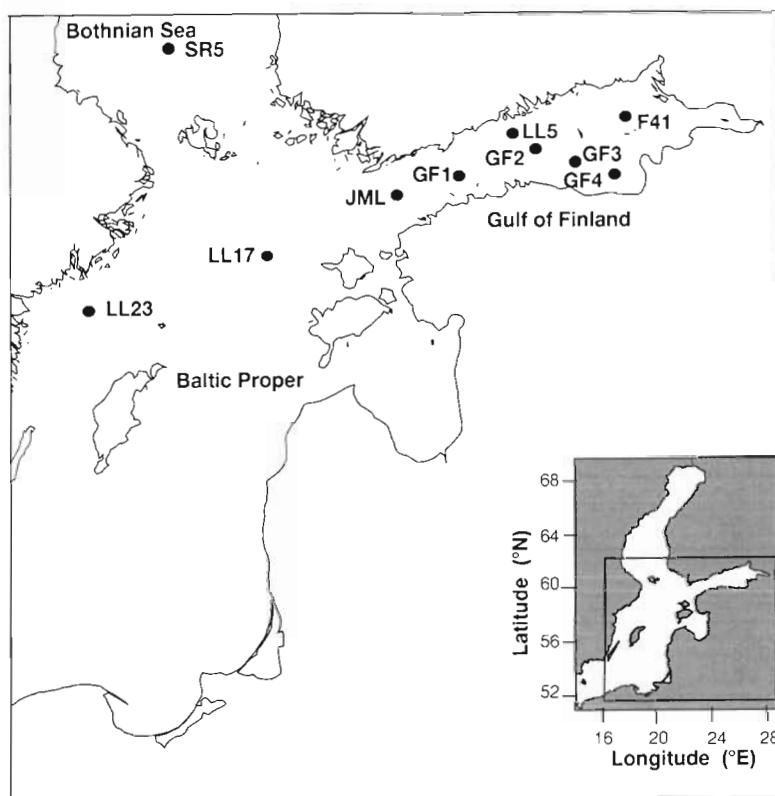 Bothnian Sea
SR5
F41
LL5
GF2
GF3
GF1
GF4
JML
Gulf of Finland
LL17
LL23
Baltic Proper
68
64
60
56
52
Latitude (°N)
16
20
24
28
Longitude (°E)